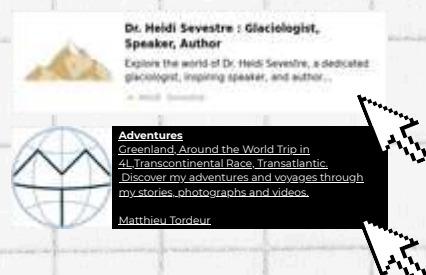 Dr. Heidi Sevestre : Glaciologist,
Speaker, Author
Explore the world of Dr. Heidi Sevestre, a dedicated
glaciologist, inspiring speaker, and author...
Heidi Sevestre
Adventures
Greenland, Around the World Trip in
4L,Transcontinental Race, Transatlantic.
Discover my adventures and voyages through
my stories, photographs and videos.
Matthieu Tordeur